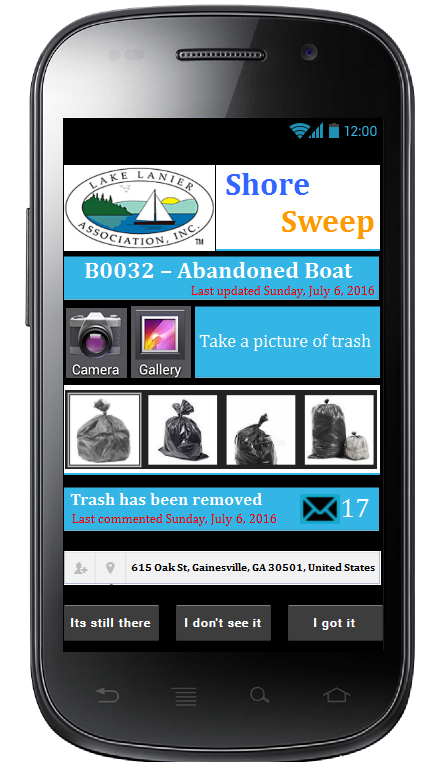 12:00
LAKE LANIER
ASSOCIATION, INC.
TM
Shore
Sweep
B0032 – Abandoned Boat
Last updated Sunday, July 6, 2016
Camera
Gallery
Take a picture of trash
Trash has been removed
Last commented Sunday, July 6, 2016
17
615 Oak St, Gainesville, GA 30501, United States
Its still there
I don't see it
I got it